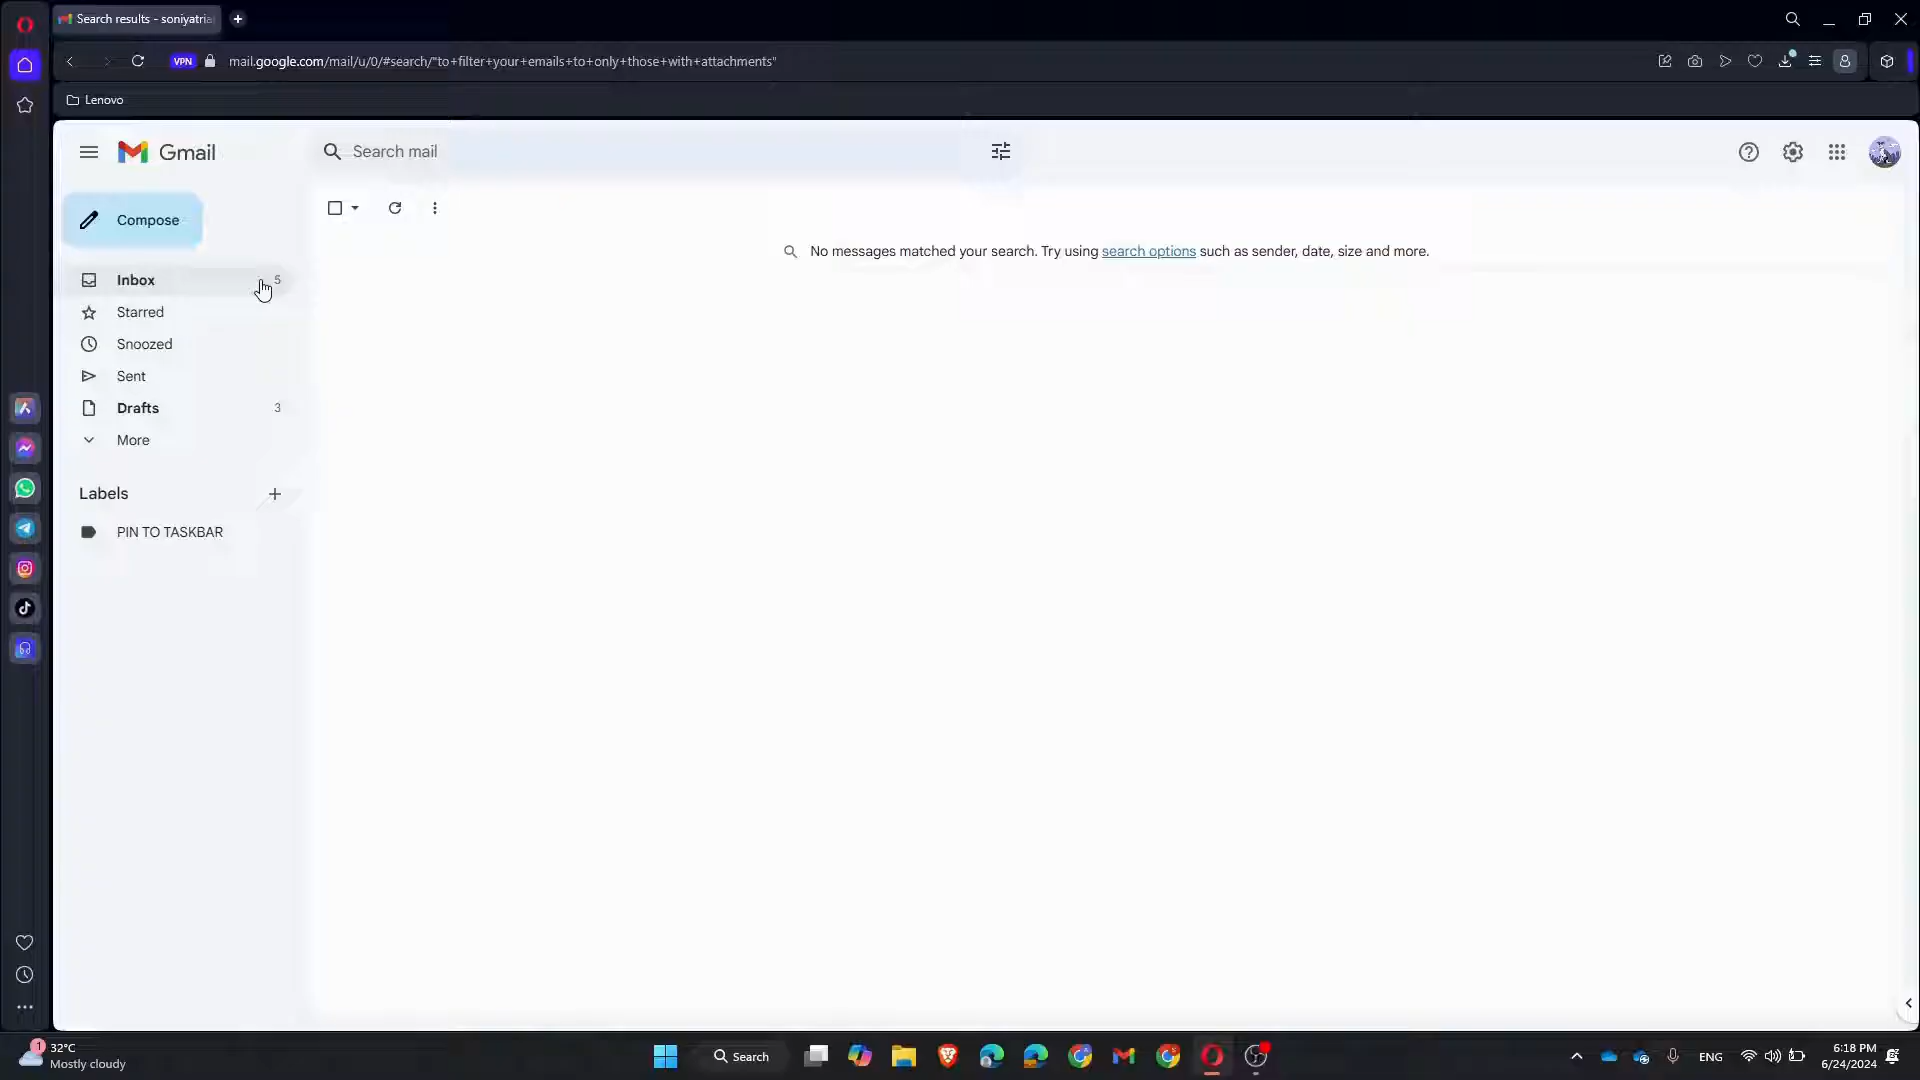 Search results - soniyatria
mail.google.com/mail/u/0/#search/"to+filter+your+emails+to+only+those+with+attachments"
VPN
Lenovo
Gmail
Search mail
Compose
No messages matched your search. Try using search options such as sender, date, size and more.
Inbox 5
Starred
Snoozed
Sent
Drafts 3
More
Labels
PIN TO TASKBAR
1
32°C
Mostly cloudy
Search
ENG
6:18 PM
6/24/2024